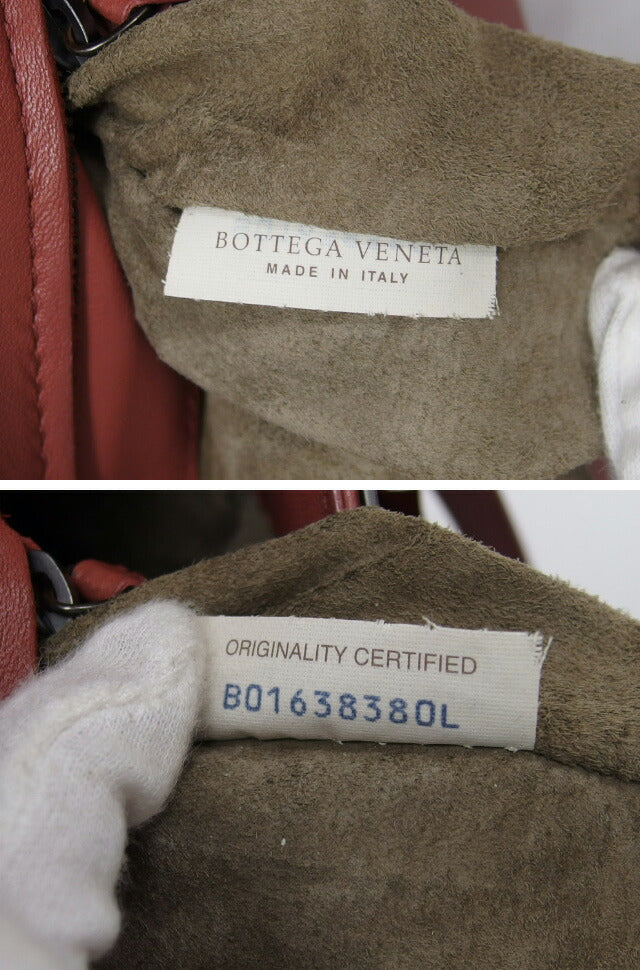 BOTTEGA VENETA
MADE IN ITALY
ORIGINALITY CERTIFIED
B01638380L